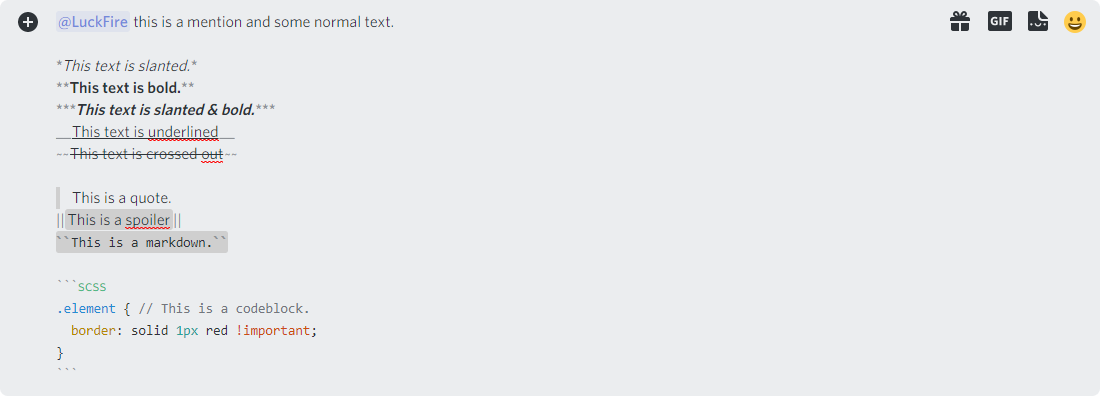 @LuckFire this is a mention and some normal text.
GIF
*This text is slanted.*
**This text is bold.**
***This text is slanted & bold.***
__This text is underlined__
~~This text is crossed out~~
This is a quote.
||This is a spoiler||
``This is a markdown.``
```scss
.element { // This is a codeblock.
  border: solid 1px red !important;
}
```